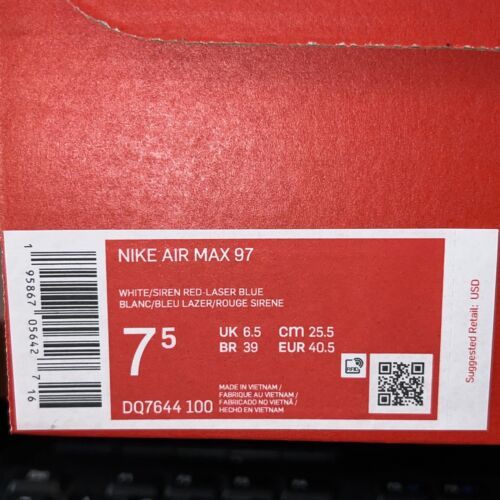 NIKE AIR MAX 97
WHITE/SIREN RED-LASER BLUE
BLANC/BLEU LAZER/ROUGE SIRENE
7 5
UK 6.5 cm 25.5
BR 39 EUR 40.5
DQ7644 100
MADE IN VIETNAM /
FABRIQUE AU VIETNAM /
FABRICADO NO VIETNÃ /
HECHO EN VIETNAM
RFID
1 95867 05642 7 16
Suggested Retail: USD